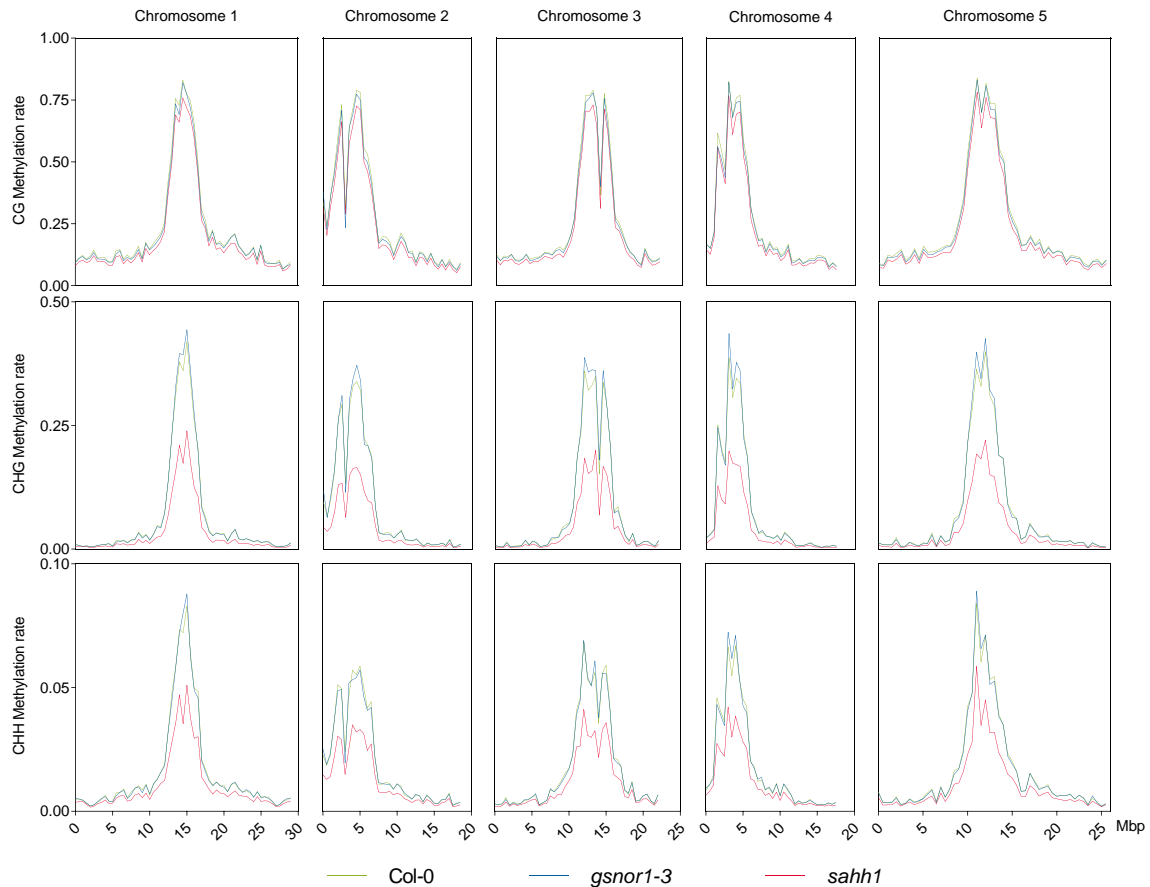 Chromosome 1 Chromosome 2 Chromosome 3 Chromosome 4 Chromosome 5
1.00
0.75
0.50
0.25
0.00
CG Methylation rate
0.50
0.25
0.00
CHG Methylation rate
0.10
0.05
0.00
CHH Methylation rate
0 5 10 15 20 25 30 0 5 10 15 20 0 5 10 15 20 25 0 5 10 15 20 0 5 10 15 20 25 Mbp
Col-0 gsnor1-3 sahh1